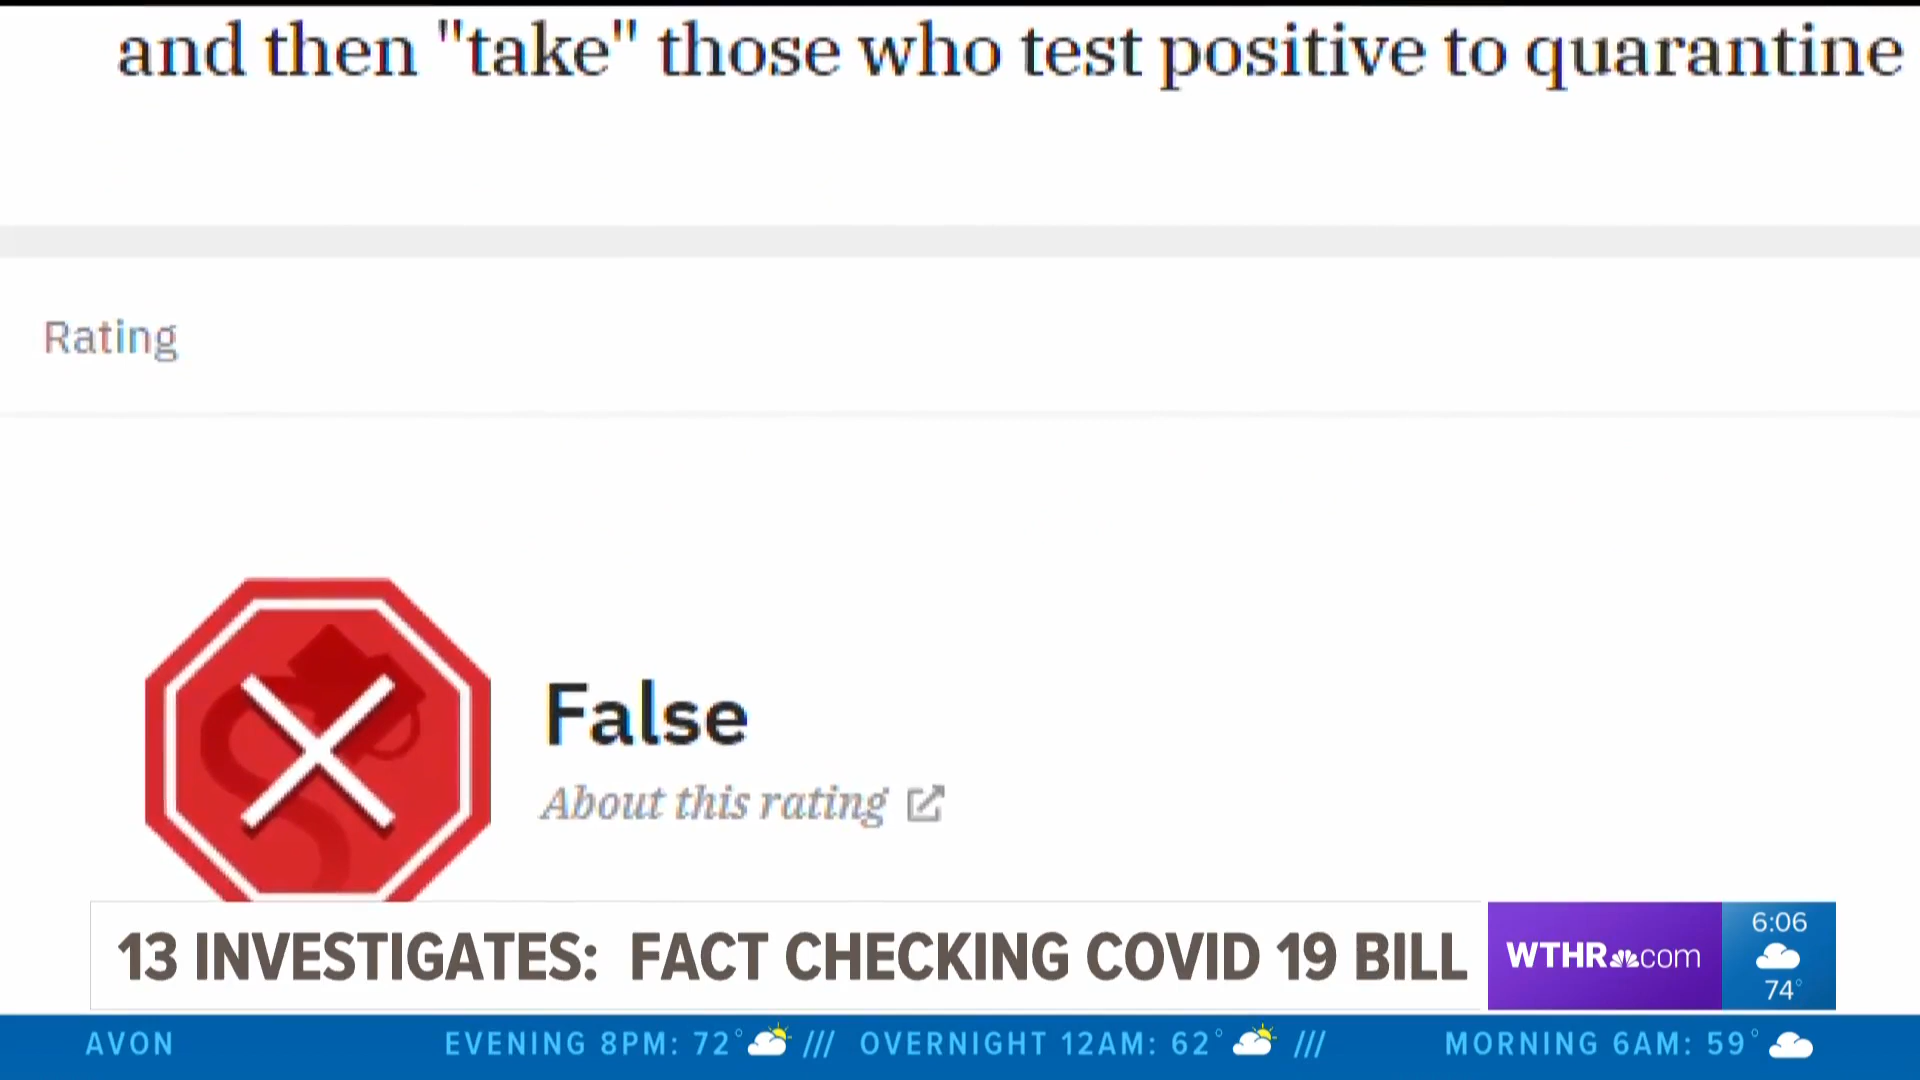 and then "take" those who test positive to quarantine
Rating
False
About this rating
13 INVESTIGATES: FACT CHECKING COVID 19 BILL
WTHR.com
6:06
74°
AVON EVENING 8PM: 72° /// OVERNIGHT 12AM: 62° /// MORNING 6AM: 59°